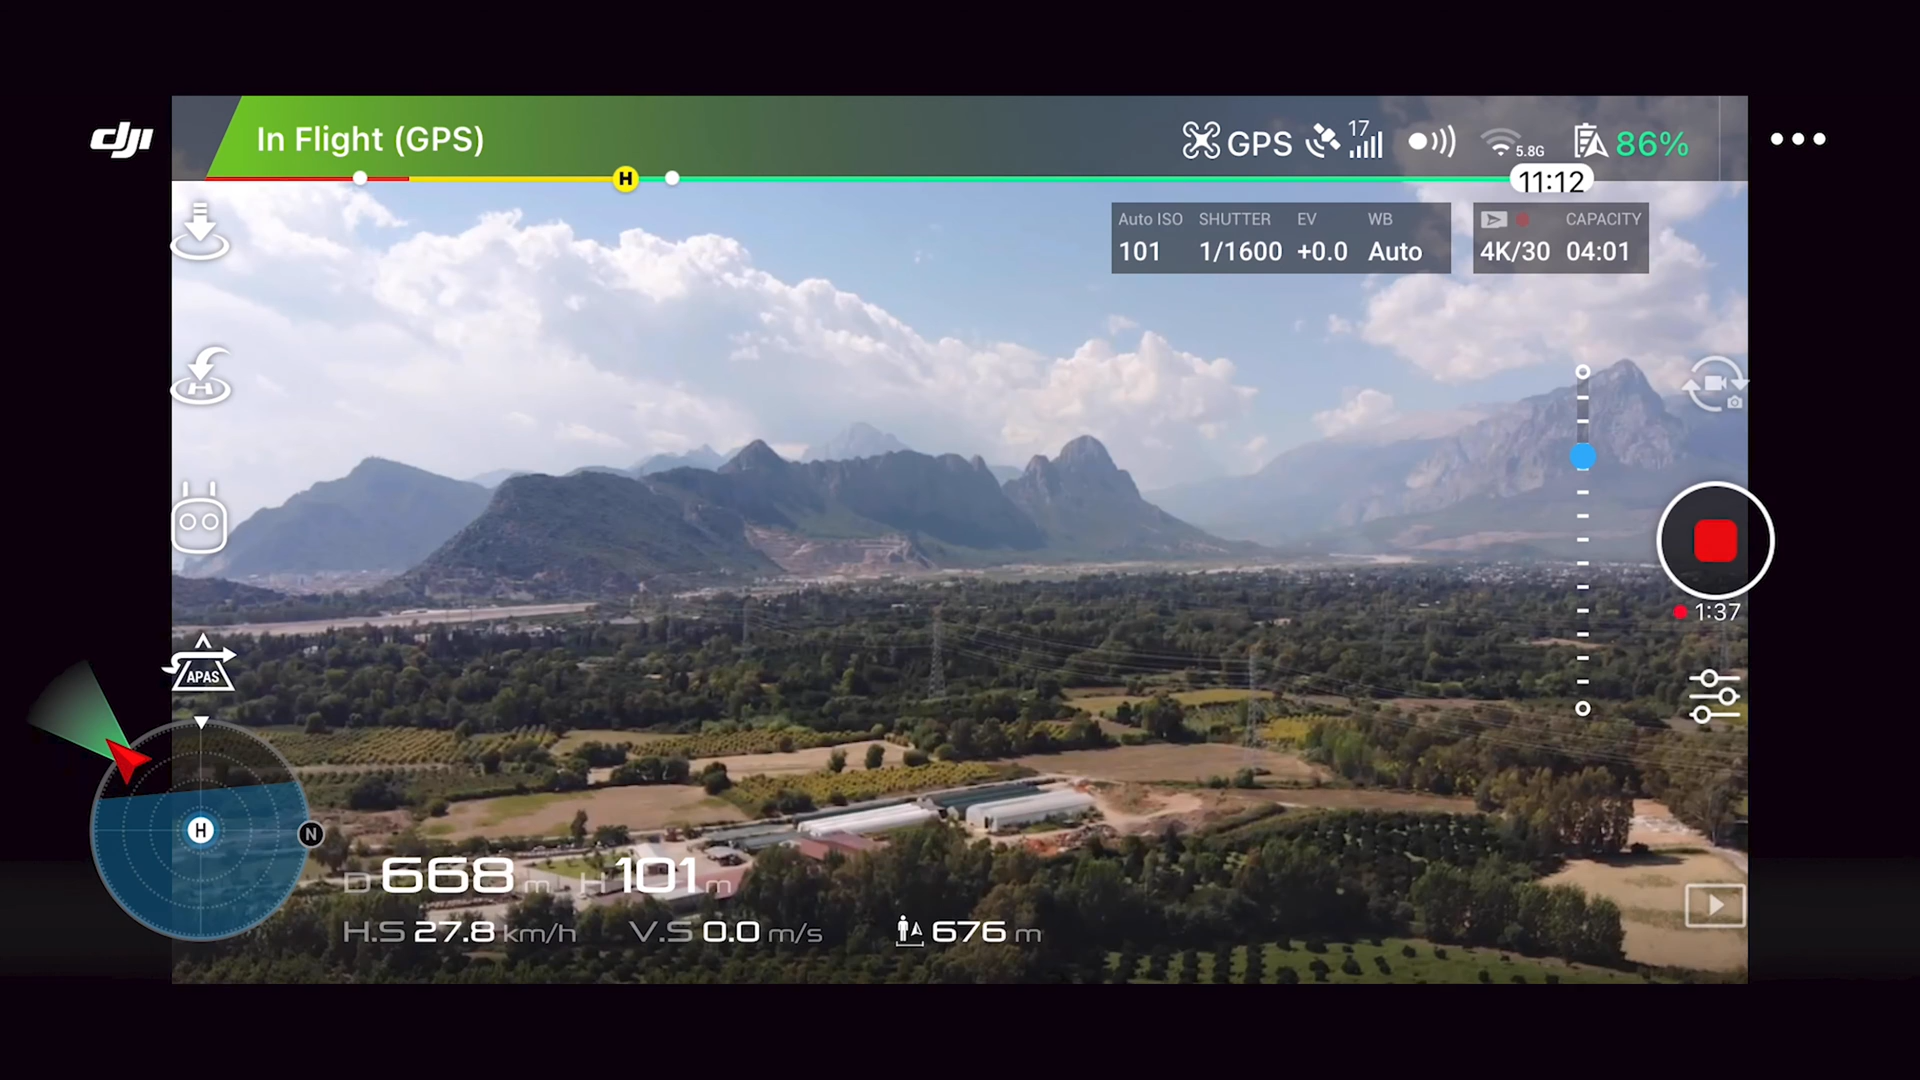 dji
In Flight (GPS)
GPS 17 5.8G 86%
H 11:12
Auto ISO SHUTTER EV WB CAPACITY
101 1/1600 +0.0 Auto 4K/30 04:01
H
1:37
APAS
H N
D 668 m H 101 m
H.S 27.8 km/h V.S 0.0 m/s 676 m